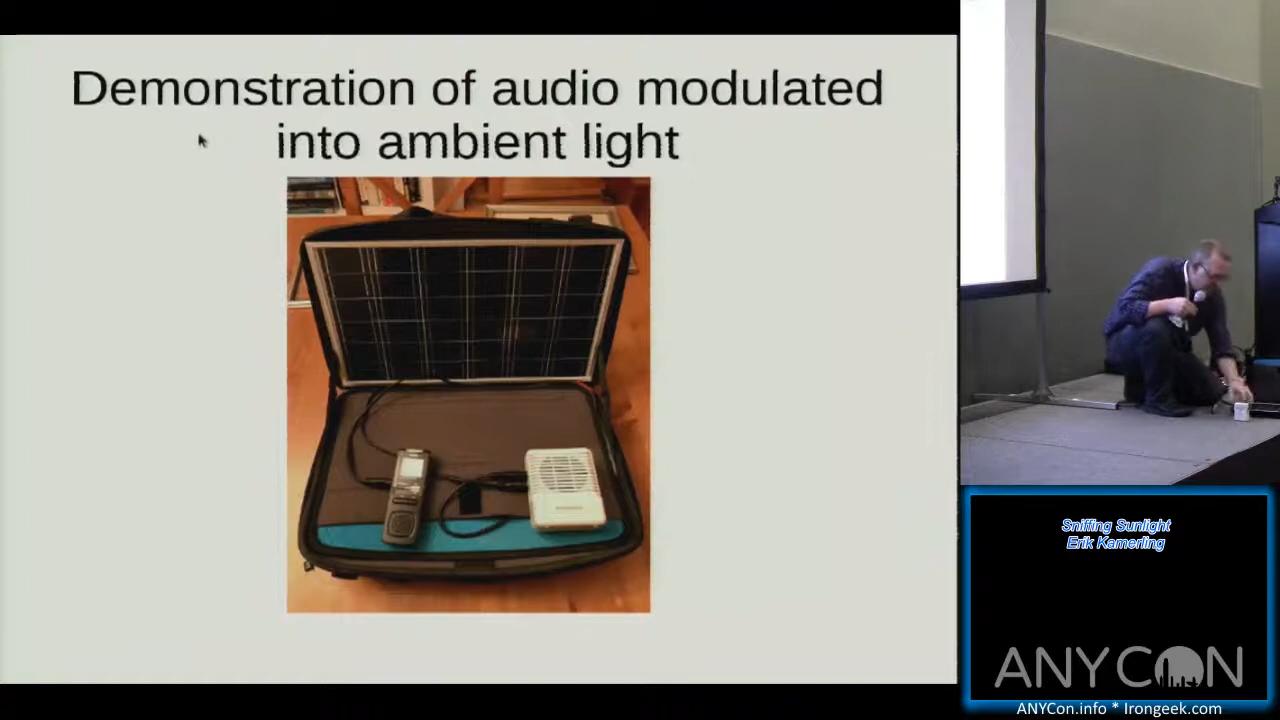 Demonstration of audio modulated
into ambient light
Sniffing Sunlight
Erik Kamerling
ANYCON
ANYCon.info * Irongeek.com